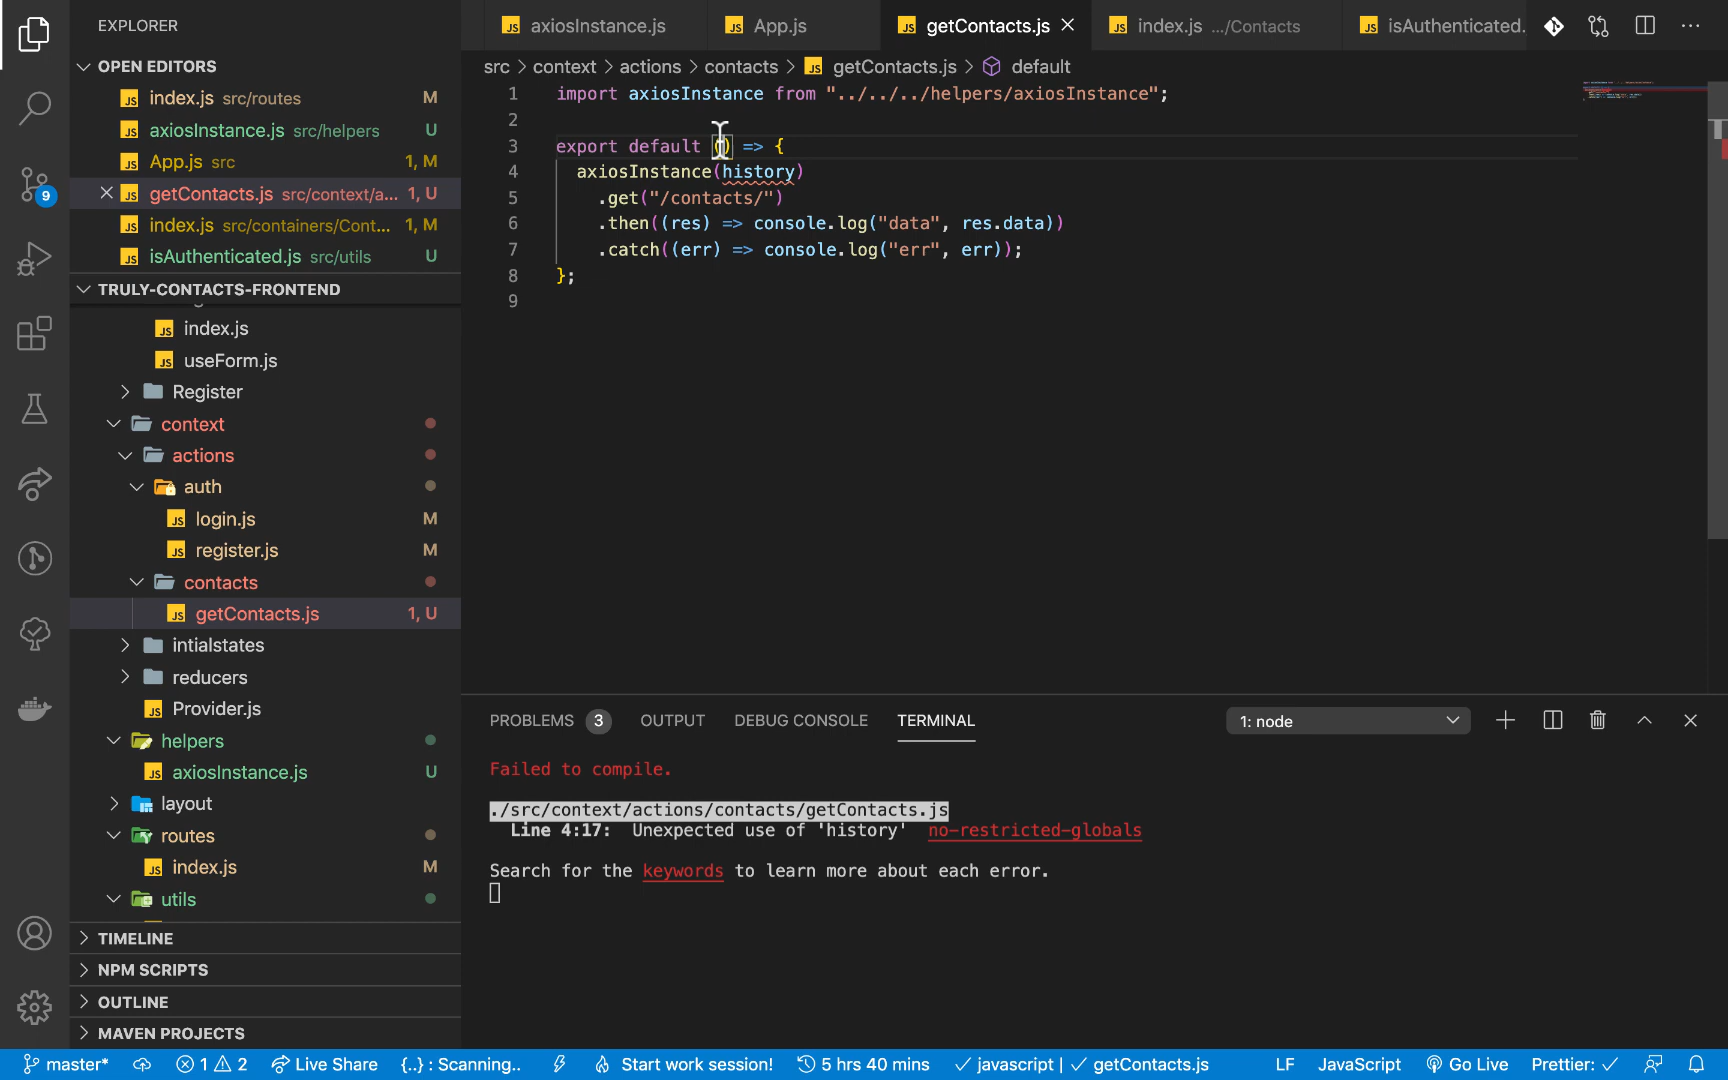 EXPLORER
axiosInstance.js
App.js
getContacts.js
index.js .../Contacts
isAuthenticated.
OPEN EDITORS
src > context > actions > contacts > getContacts.js > default
index.js src/routes M
axiosInstance.js src/helpers U
App.js src 1, M
getContacts.js src/context/a... 1, U
index.js src/containers/Cont... 1, M
isAuthenticated.js src/utils U
1 import axiosInstance from "../../../helpers/axiosInstance";
2
3 export default () => {
4 axiosInstance(history)
5 .get("/contacts/")
6 .then((res) => console.log("data", res.data))
7 .catch((err) => console.log("err", err));
8 };
9
9
TRULY-CONTACTS-FRONTEND
index.js
useForm.js
Register
context
actions
auth
login.js M
register.js M
contacts
getContacts.js 1, U
intialstates
reducers
Provider.js
helpers
axiosInstance.js U
layout
routes
index.js M
utils
TIMELINE
NPM SCRIPTS
OUTLINE
MAVEN PROJECTS
PROBLEMS 3 OUTPUT DEBUG CONSOLE TERMINAL 1: node
Failed to compile.
./src/context/actions/contacts/getContacts.js
Line 4:17: Unexpected use of 'history' no-restricted-globals
Search for the keywords to learn more about each error.
master* 1 2 Live Share {..} : Scanning.. Start work session! 5 hrs 40 mins javascript | getContacts.js LF JavaScript Go Live Prettier: